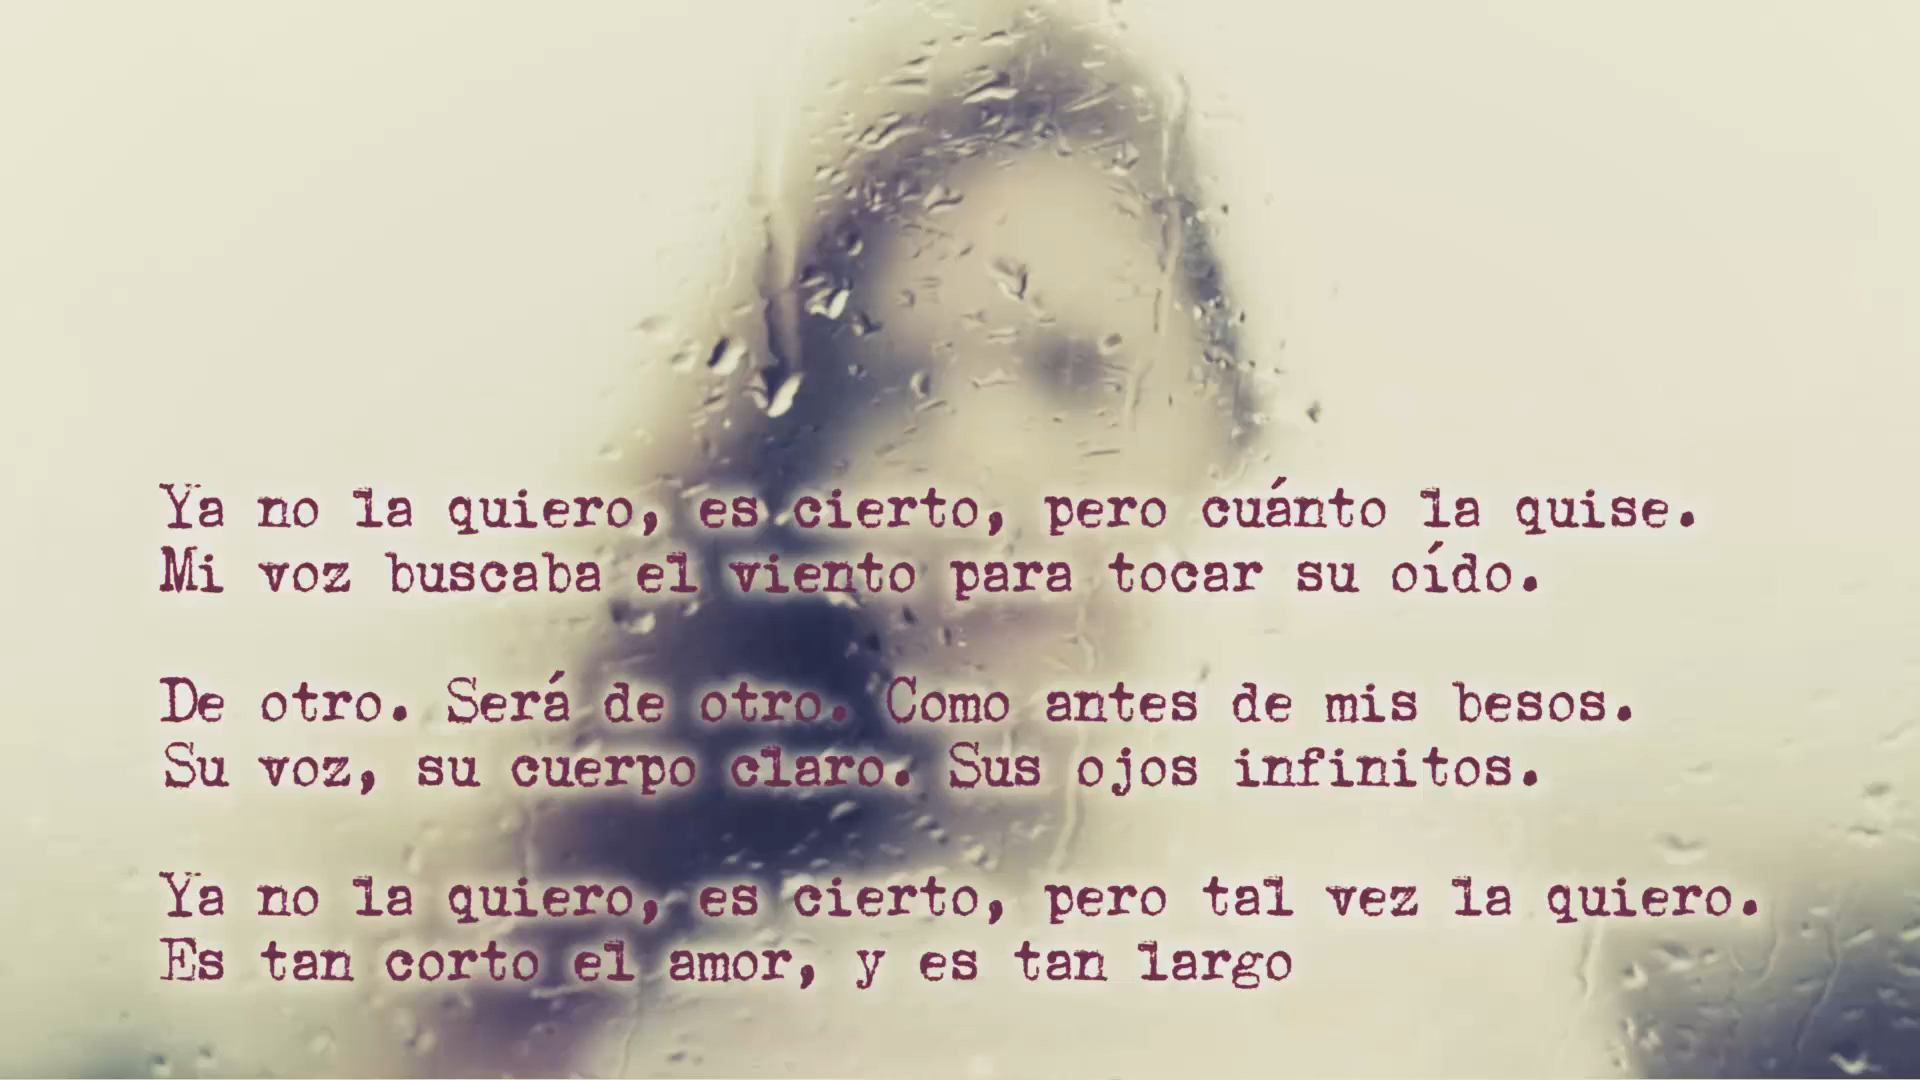 Ya no la quiero, es cierto, pero cuánto la quise.
Mi voz buscaba el viento para tocar su oído.
De otro. Será de otro. Como antes de mis besos.
Su voz, su cuerpo claro. Sus ojos infinitos.
Ya no la quiero, es cierto, pero tal vez la quiero.
Es tan corto el amor, y es tan largo